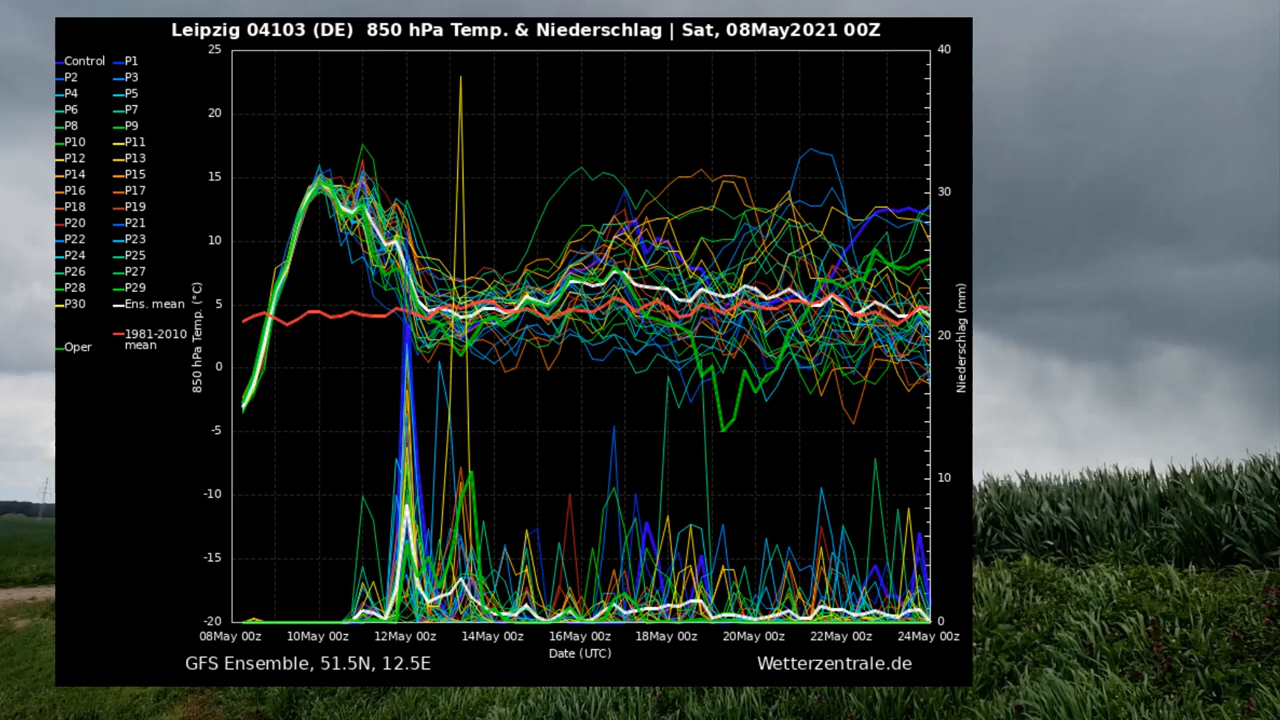 Leipzig 04103 (DE)  850 hPa Temp. & Niederschlag | Sat, 08May2021 00Z
Control P1
P2 P3
P4 P5
P6 P7
P8 P9
P10 P11
P12 P13
P14 P15
P16 P17
P18 P19
P20 P21
P22 P23
P24 P25
P26 P27
P28 P29
P30 Ens. mean
1981-2010
mean
Oper
850 hPa Temp. (°C)
25
20
15
10
5
0
-5
-10
-15
-20
40
30
20
10
0
Niederschlag (mm)
08May 00z 10May 00z 12May 00z 14May 00z 16May 00z 18May 00z 20May 00z 22May 00z 24May 00z
Date (UTC)
GFS Ensemble, 51.5N, 12.5E Wetterzentrale.de